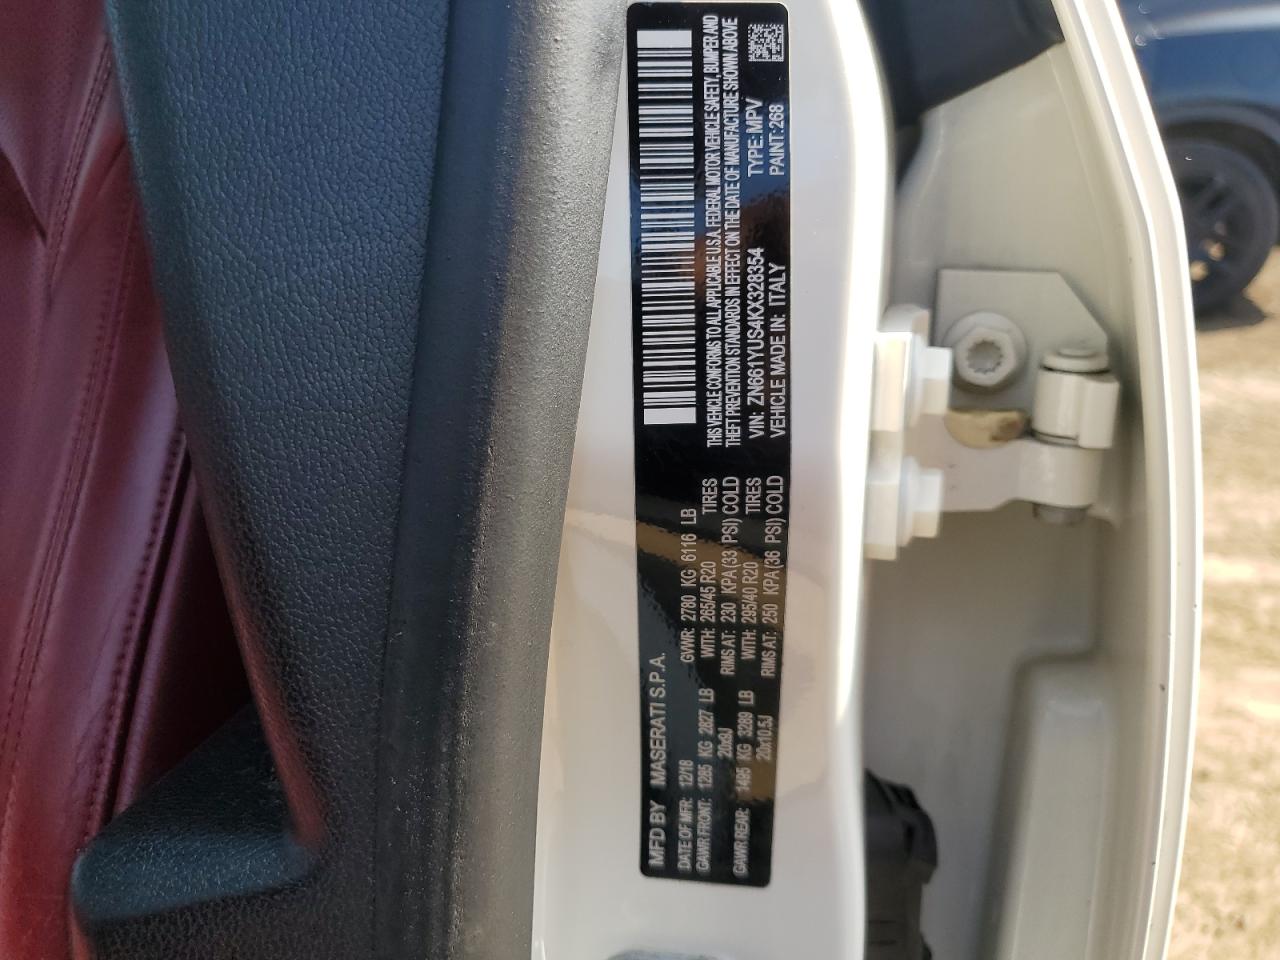 MFD BY MASERATI S.P.A.
DATE OF MFR: 12/18 GVWR: 2780 KG 6116 LB
GAWR FRONT: 1285 KG 2827 LB WITH: 265/45 R20 TIRES
20x9J RIMS AT: 230 KPA (33 PSI) COLD
GAWR REAR: 1495 KG 3289 LB WITH: 295/40 R20 TIRES
20x10.5J RIMS AT: 250 KPA (36 PSI) COLD
THIS VEHICLE CONFORMS TO ALL APPLICABLE U.S.A. FEDERAL MOTOR VEHICLE SAFETY, BUMPER AND
THEFT PREVENTION STANDARDS IN EFFECT ON THE DATE OF MANUFACTURE SHOWN ABOVE
VIN: ZN661YUS4KX328354 TYPE: MPV
VEHICLE MADE IN: ITALY PAINT: 268